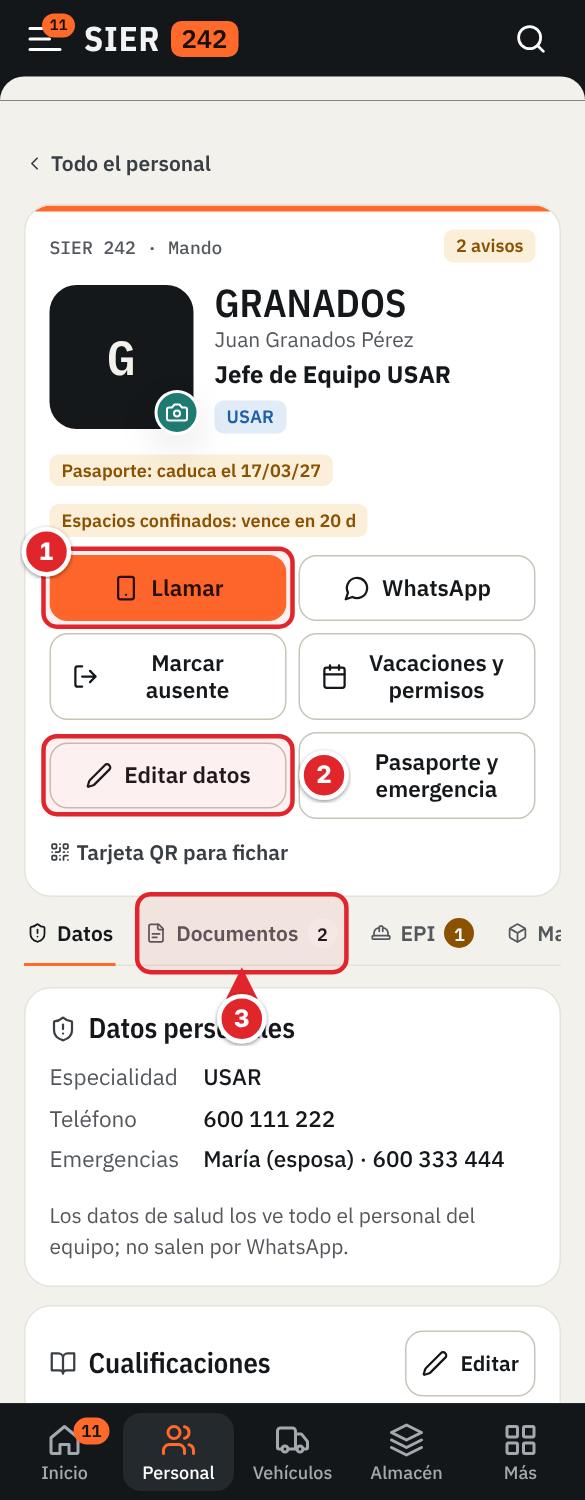 11
SIER 242
Todo el personal
SIER 242 · Mando
2 avisos
G
GRANADOS
Juan Granados Pérez
Jefe de Equipo USAR
USAR
Pasaporte: caduca el 17/03/27
Espacios confinados: vence en 20 d
1
Llamar
WhatsApp
Marcar
ausente
Vacaciones y
permisos
Editar datos
2
Pasaporte y
emergencia
Tarjeta QR para fichar
Datos
Documentos 2
EPI 1
3
Datos
Especialidad USAR
Teléfono 600 111 222
Emergencias María (esposa) · 600 333 444
Los datos de salud los ve todo el personal del
equipo; no salen por WhatsApp.
Cualificaciones
Editar
11
Inicio
Personal
Vehículos
Almacén
Más